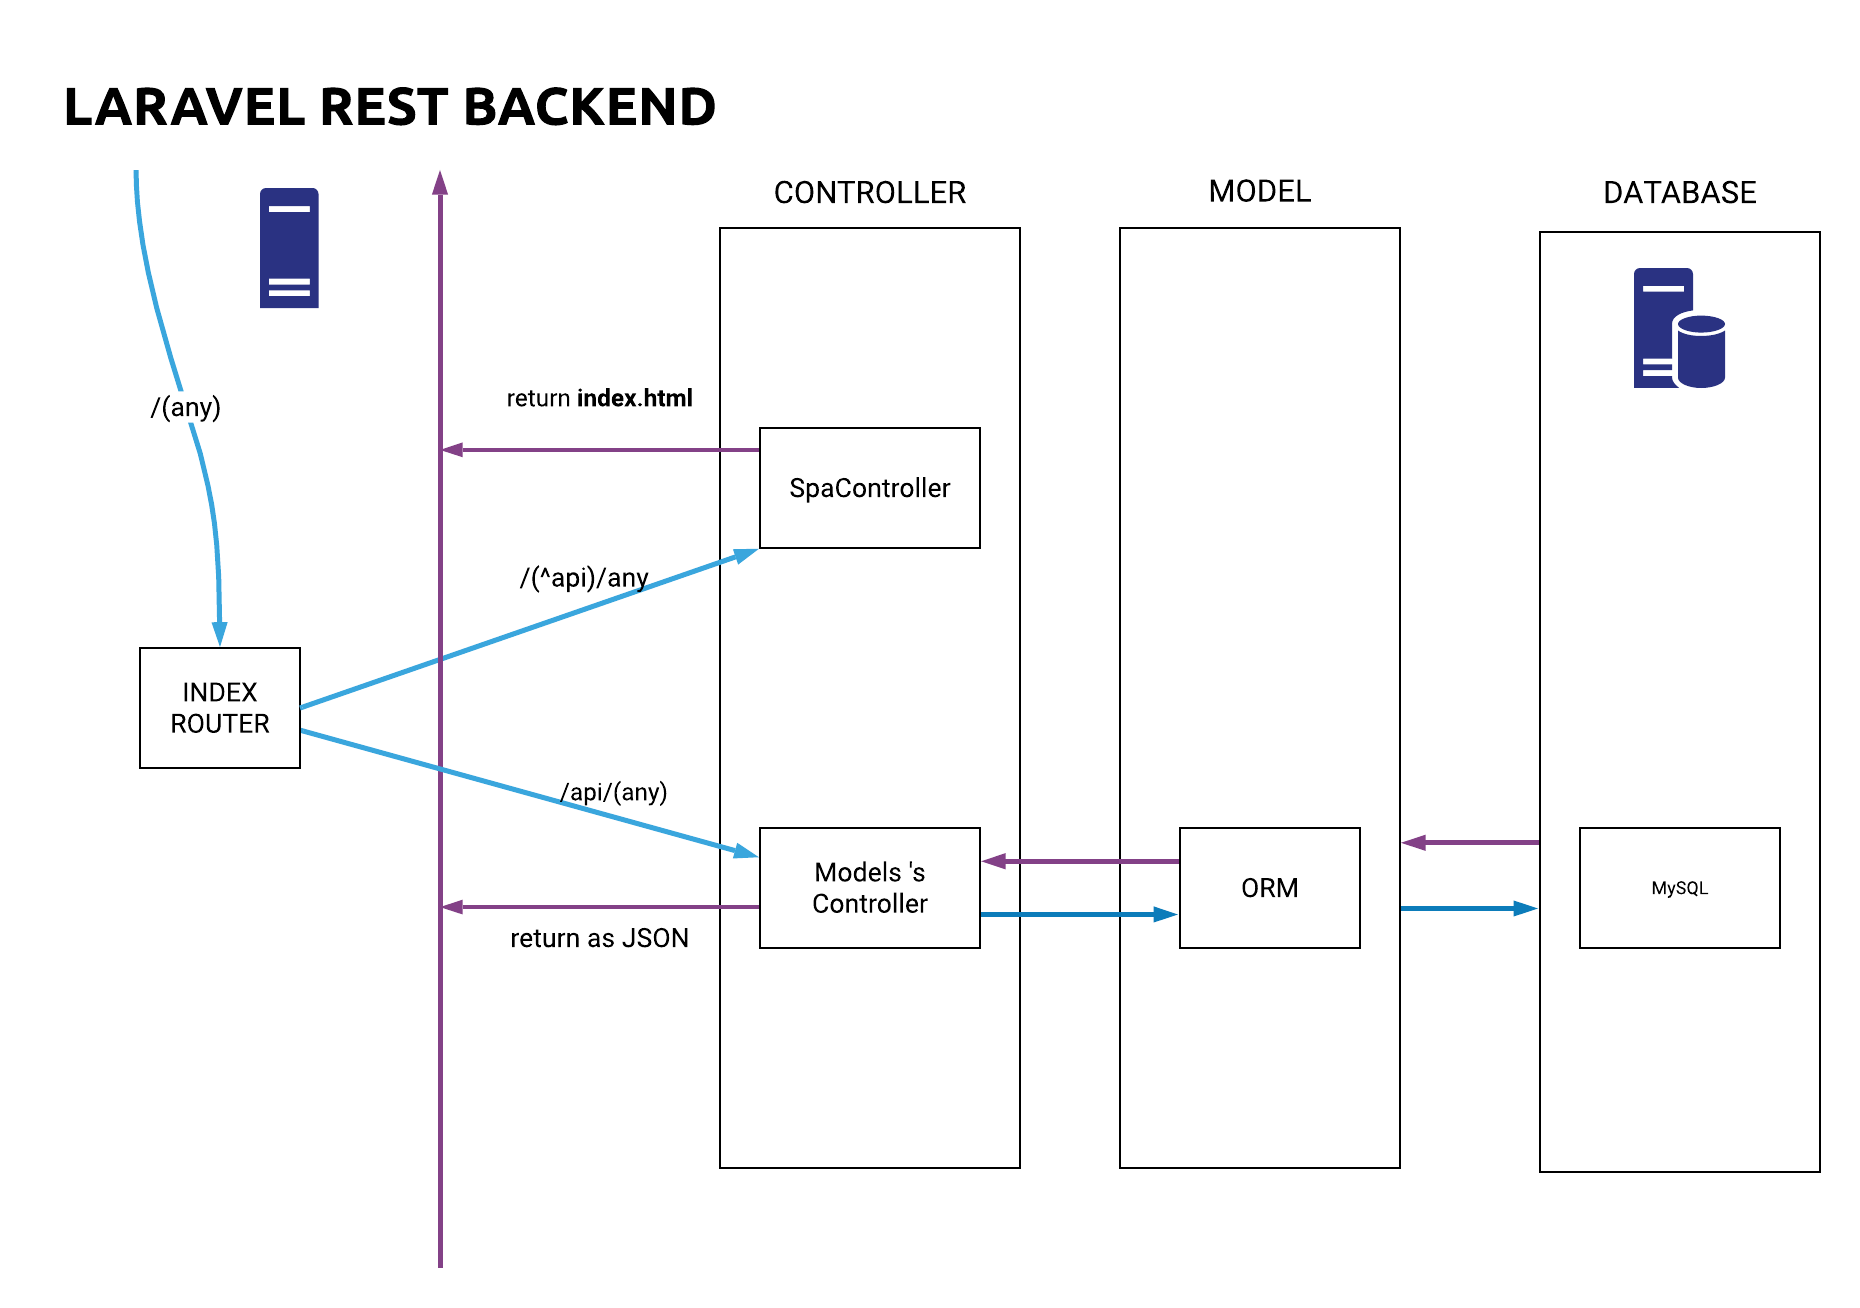 LARAVEL REST BACKEND
CONTROLLER
MODEL
DATABASE
/(any)
return index.html
SpaController
/(^api)/any
INDEX
ROUTER
/api/(any)
Models 's
Controller
ORM
MySQL
return as JSON